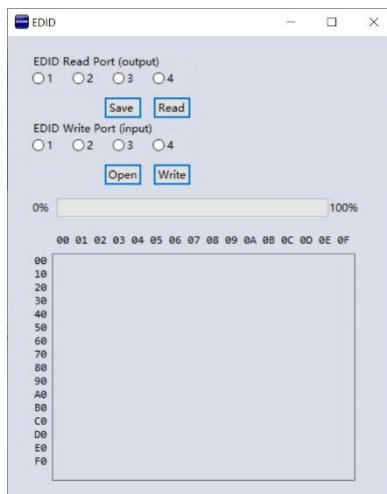 EDID
EDID Read Port (output)
1 2 3 4
Save Read
EDID Write Port (input)
1 2 3 4
Open Write
0% 100%
00 01 02 03 04 05 06 07 08 09 0A 0B 0C 0D 0E 0F
00
10
20
30
40
50
60
70
80
90
A0
B0
C0
D0
E0
F0